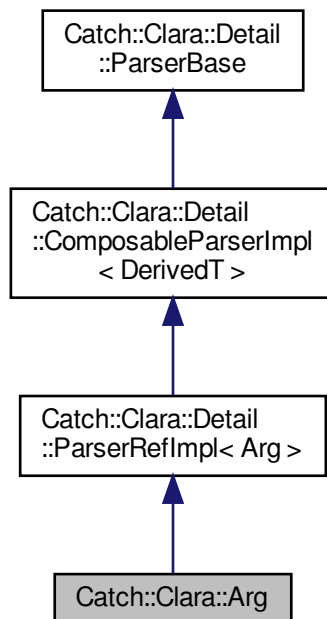 Catch::Clara::Detail
::ParserBase
Catch::Clara::Detail
::ComposableParserImpl
< DerivedT >
Catch::Clara::Detail
::ParserRefImpl< Arg >
Catch::Clara::Arg